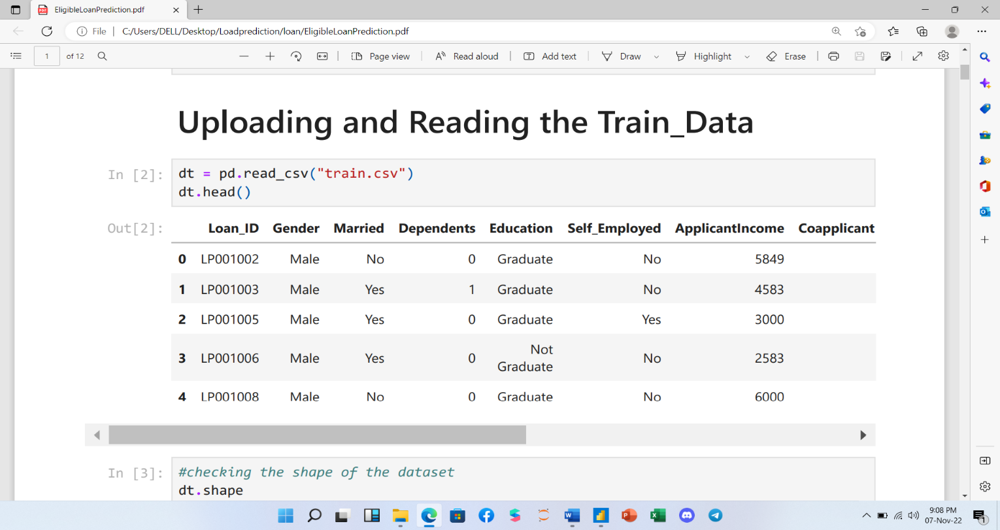 EligibleLoanPrediction.pdf
File
C:/Users/DELL/Desktop/Loadprediction/loan/EligibleLoanPrediction.pdf
1 of 12 Page view Read aloud Add text Draw Highlight Erase
Uploading and Reading the Train_Data
In [2]: dt = pd.read_csv("train.csv")
dt.head()
Out[2]: Loan_ID Gender Married Dependents Education Self_Employed ApplicantIncome Coapplicant
0 LP001002 Male No 0 Graduate No 5849
1 LP001003 Male Yes 1 Graduate No 4583
2 LP001005 Male Yes 0 Graduate Yes 3000
3 LP001006 Male Yes 0 Not Graduate No 2583
4 LP001008 Male No 0 Graduate No 6000
In [3]: #checking the shape of the dataset
dt.shape
9:08 PM
07-Nov-22
1